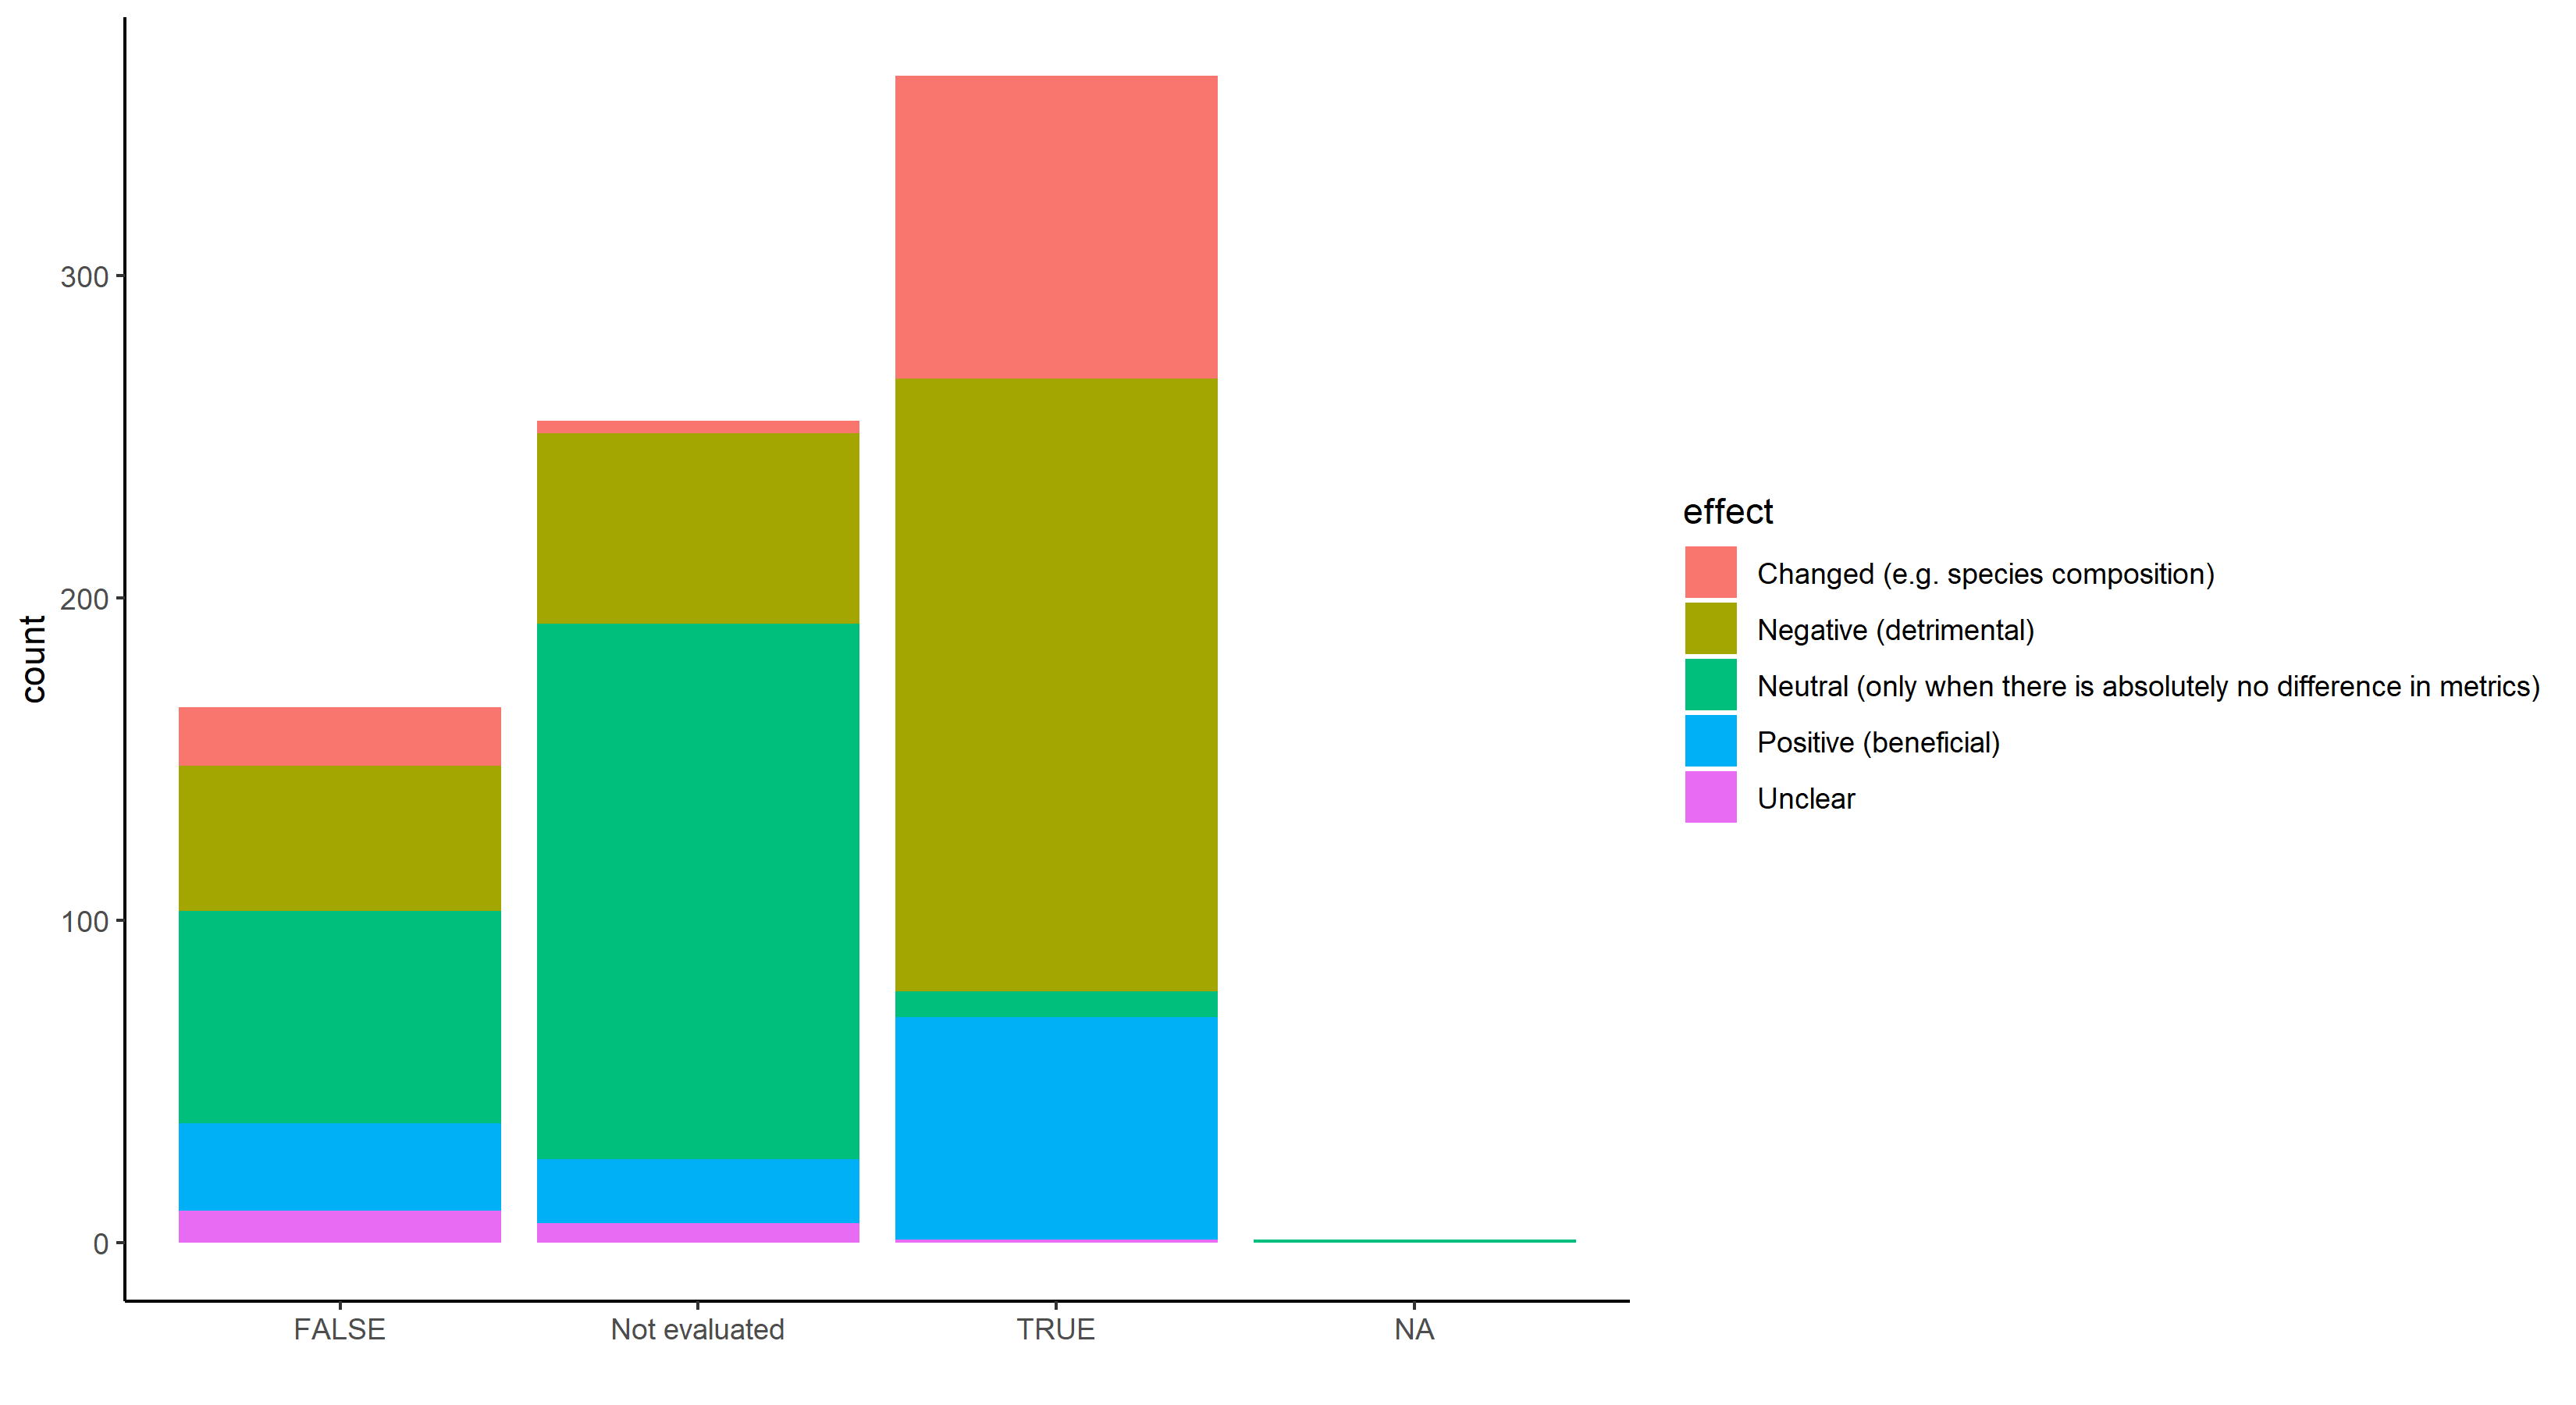 count
300
200
100
0
FALSE
Not evaluated
TRUE
NA
effect
Changed (e.g. species composition)
Negative (detrimental)
Neutral (only when there is absolutely no difference in metrics)
Positive (beneficial)
Unclear